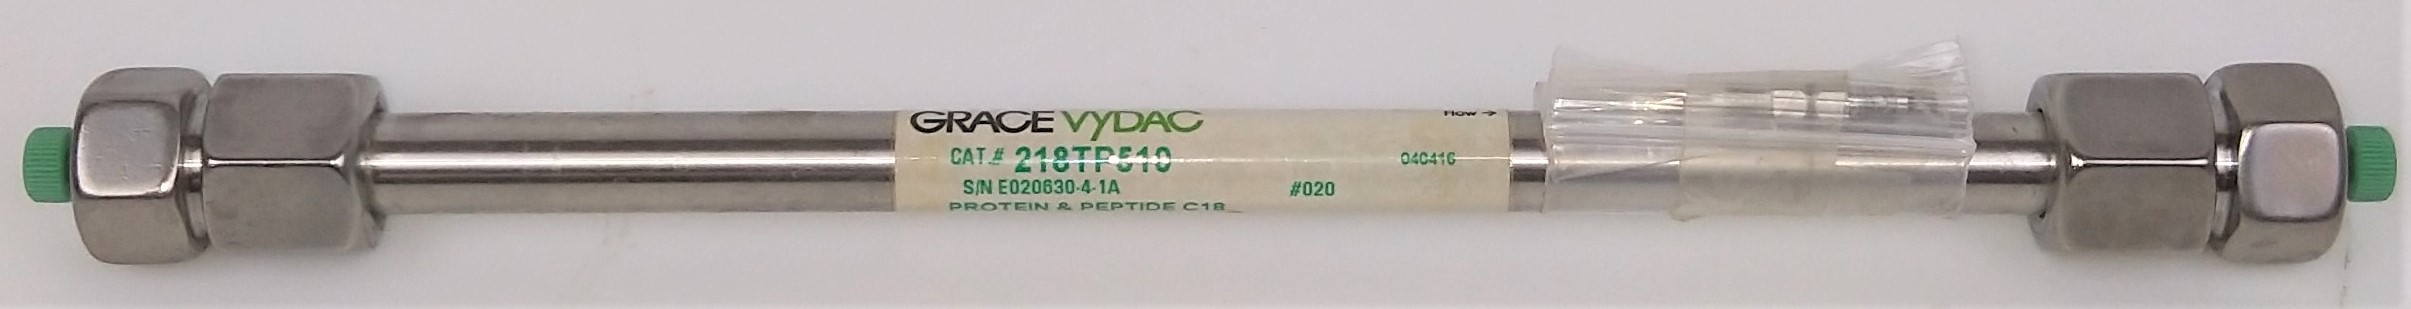 GRACE VYDAC
Flow →
CAT.# 218TP510
040416
S/N E020630-4-1A
#020
PROTEIN & PEPTIDE C18